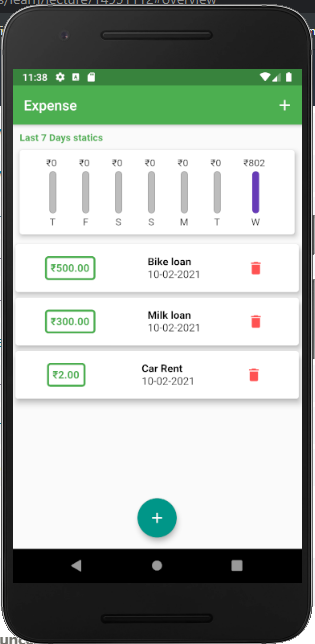 s/learn/lecture/14951112#overview
11:38
Expense
Last 7 Days statics
₹0 ₹0 ₹0 ₹0 ₹0 ₹0 ₹802
T F S S M T W
₹500.00 Bike loan
10-02-2021
₹300.00 Milk loan
10-02-2021
₹2.00 Car Rent
10-02-2021